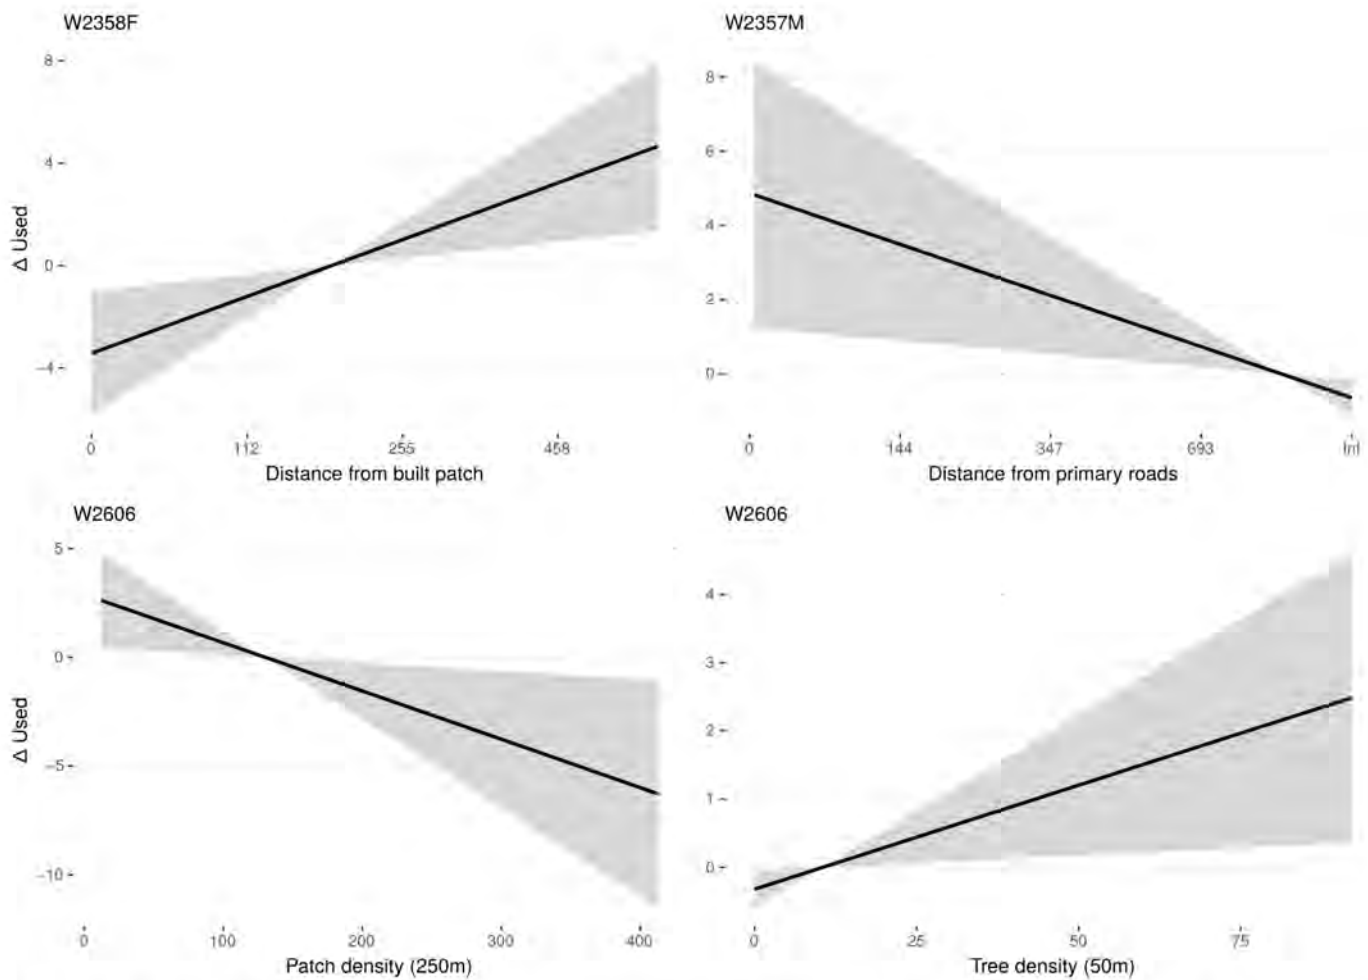 W2358F
8
4
0
−4
Δ Used
0 112 255 458
Distance from built patch
W2357M
8
6
4
2
0
0 144 347 693 Inf
Distance from primary roads
W2606
5
0
−5
−10
Δ Used
0 100 200 300 400
Patch density (250m)
W2606
4
3
2
1
0
0 25 50 75
Tree density (50m)